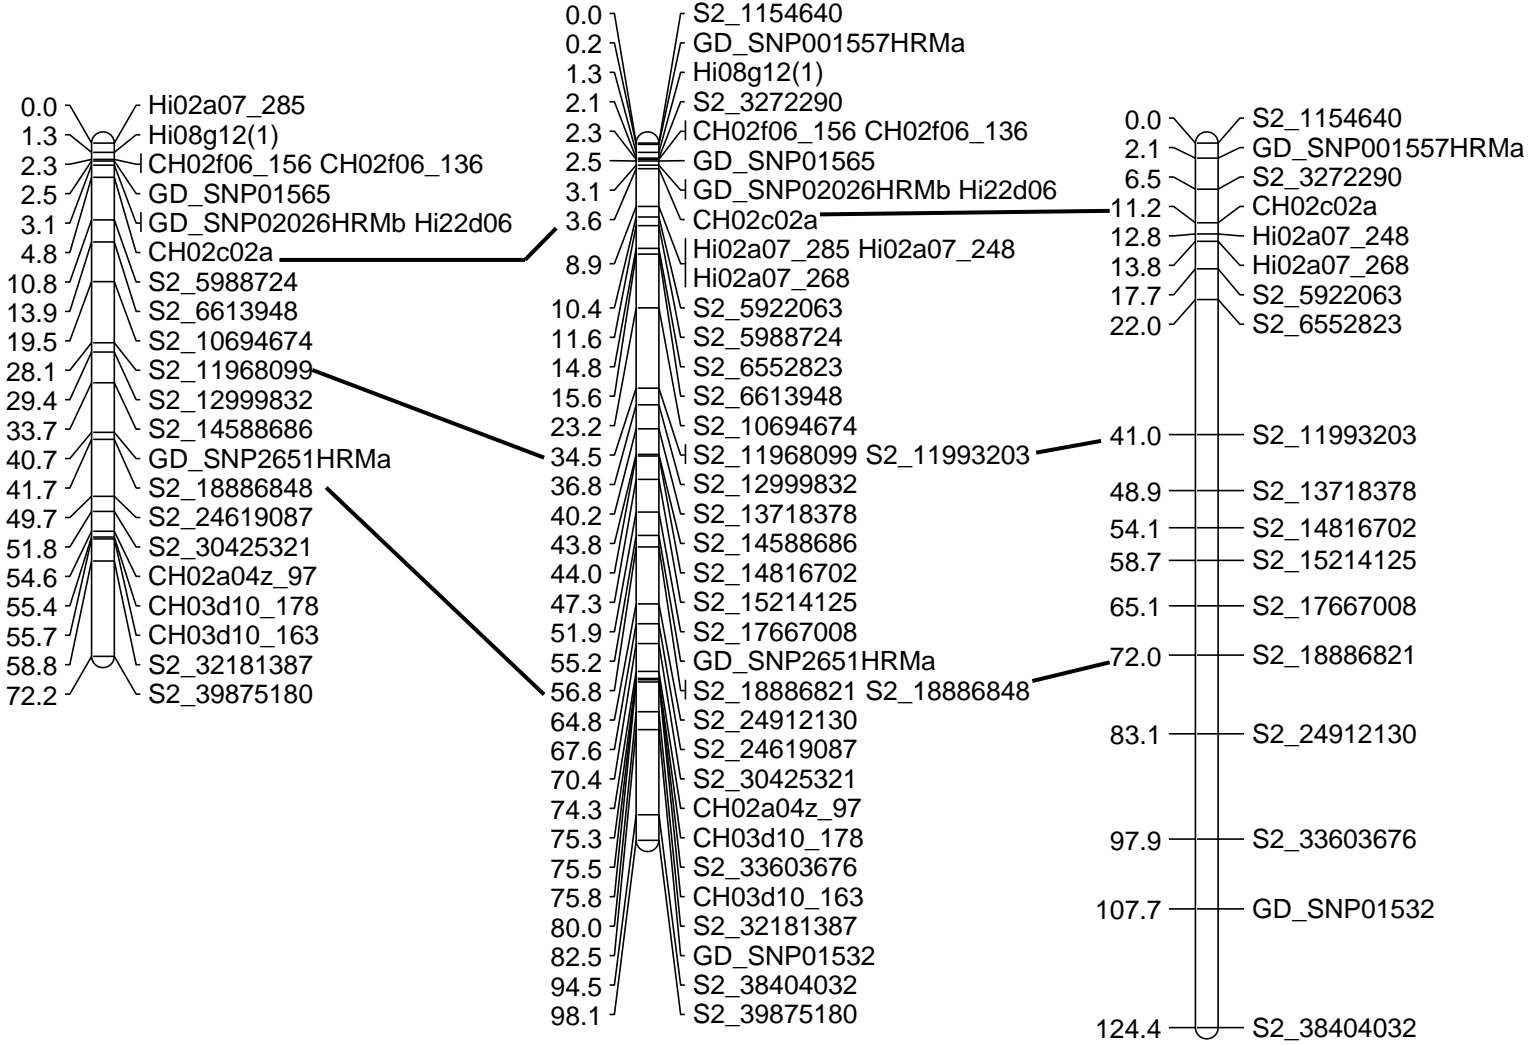 0.0 Hi02a07_285
1.3 Hi08g12(1)
2.3 CH02f06_156 CH02f06_136
2.5 GD_SNP01565
3.1 GD_SNP02026HRMb Hi22d06
4.8 CH02c02a
10.8 S2_5988724
13.9 S2_6613948
19.5 S2_10694674
28.1 S2_11968099
29.4 S2_12999832
33.7 S2_14588686
40.7 GD_SNP2651HRMa
41.7 S2_18886848
49.7 S2_24619087
51.8 S2_30425321
54.6 CH02a04z_97
55.4 CH03d10_178
55.7 CH03d10_163
58.8 S2_32181387
72.2 S2_39875180
0.0 S2_1154640
0.2 GD_SNP001557HRMa
1.3 Hi08g12(1)
2.1 S2_3272290
2.3 CH02f06_156 CH02f06_136
2.5 GD_SNP01565
3.1 GD_SNP02026HRMb Hi22d06
3.6 CH02c02a
8.9 Hi02a07_285 Hi02a07_248
Hi02a07_268
10.4 S2_5922063
11.6 S2_5988724
14.8 S2_6552823
15.6 S2_6613948
23.2 S2_10694674
34.5 S2_11968099 S2_11993203
36.8 S2_12999832
40.2 S2_13718378
43.8 S2_14588686
44.0 S2_14816702
47.3 S2_15214125
51.9 S2_17667008
55.2 GD_SNP2651HRMa
56.8 S2_18886821 S2_18886848
64.8 S2_24912130
67.6 S2_24619087
70.4 S2_30425321
74.3 CH02a04z_97
75.3 CH03d10_178
75.5 S2_33603676
75.8 CH03d10_163
80.0 S2_32181387
82.5 GD_SNP01532
94.5 S2_38404032
98.1 S2_39875180
0.0 S2_1154640
2.1 GD_SNP001557HRMa
6.5 S2_3272290
11.2 CH02c02a
12.8 Hi02a07_248
13.8 Hi02a07_268
17.7 S2_5922063
22.0 S2_6552823
41.0 S2_11993203
48.9 S2_13718378
54.1 S2_14816702
58.7 S2_15214125
65.1 S2_17667008
72.0 S2_18886821
83.1 S2_24912130
97.9 S2_33603676
107.7 GD_SNP01532
124.4 S2_38404032